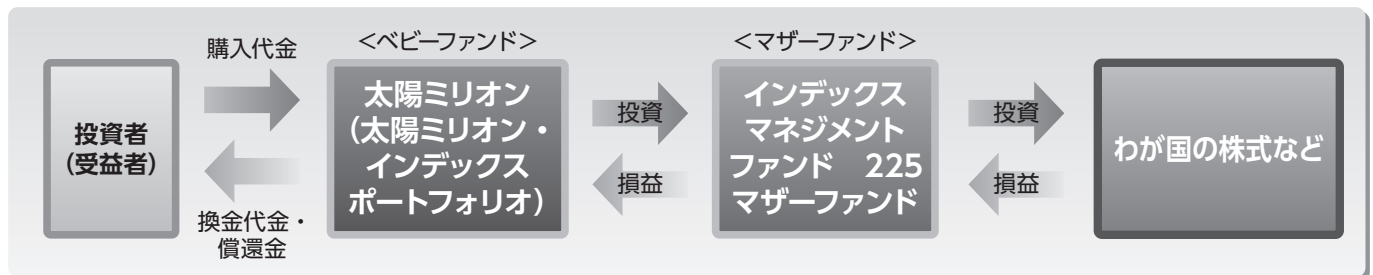 購入代金
投資者
(受益者)
換金代金・
償還金
<ベビーファンド>
太陽ミリオン
(太陽ミリオン・
インデックス
ポートフォリオ)
投資
損益
<マザーファンド>
インデックス
マネジメント
ファンド 225
マザーファンド
投資
損益
わが国の株式など